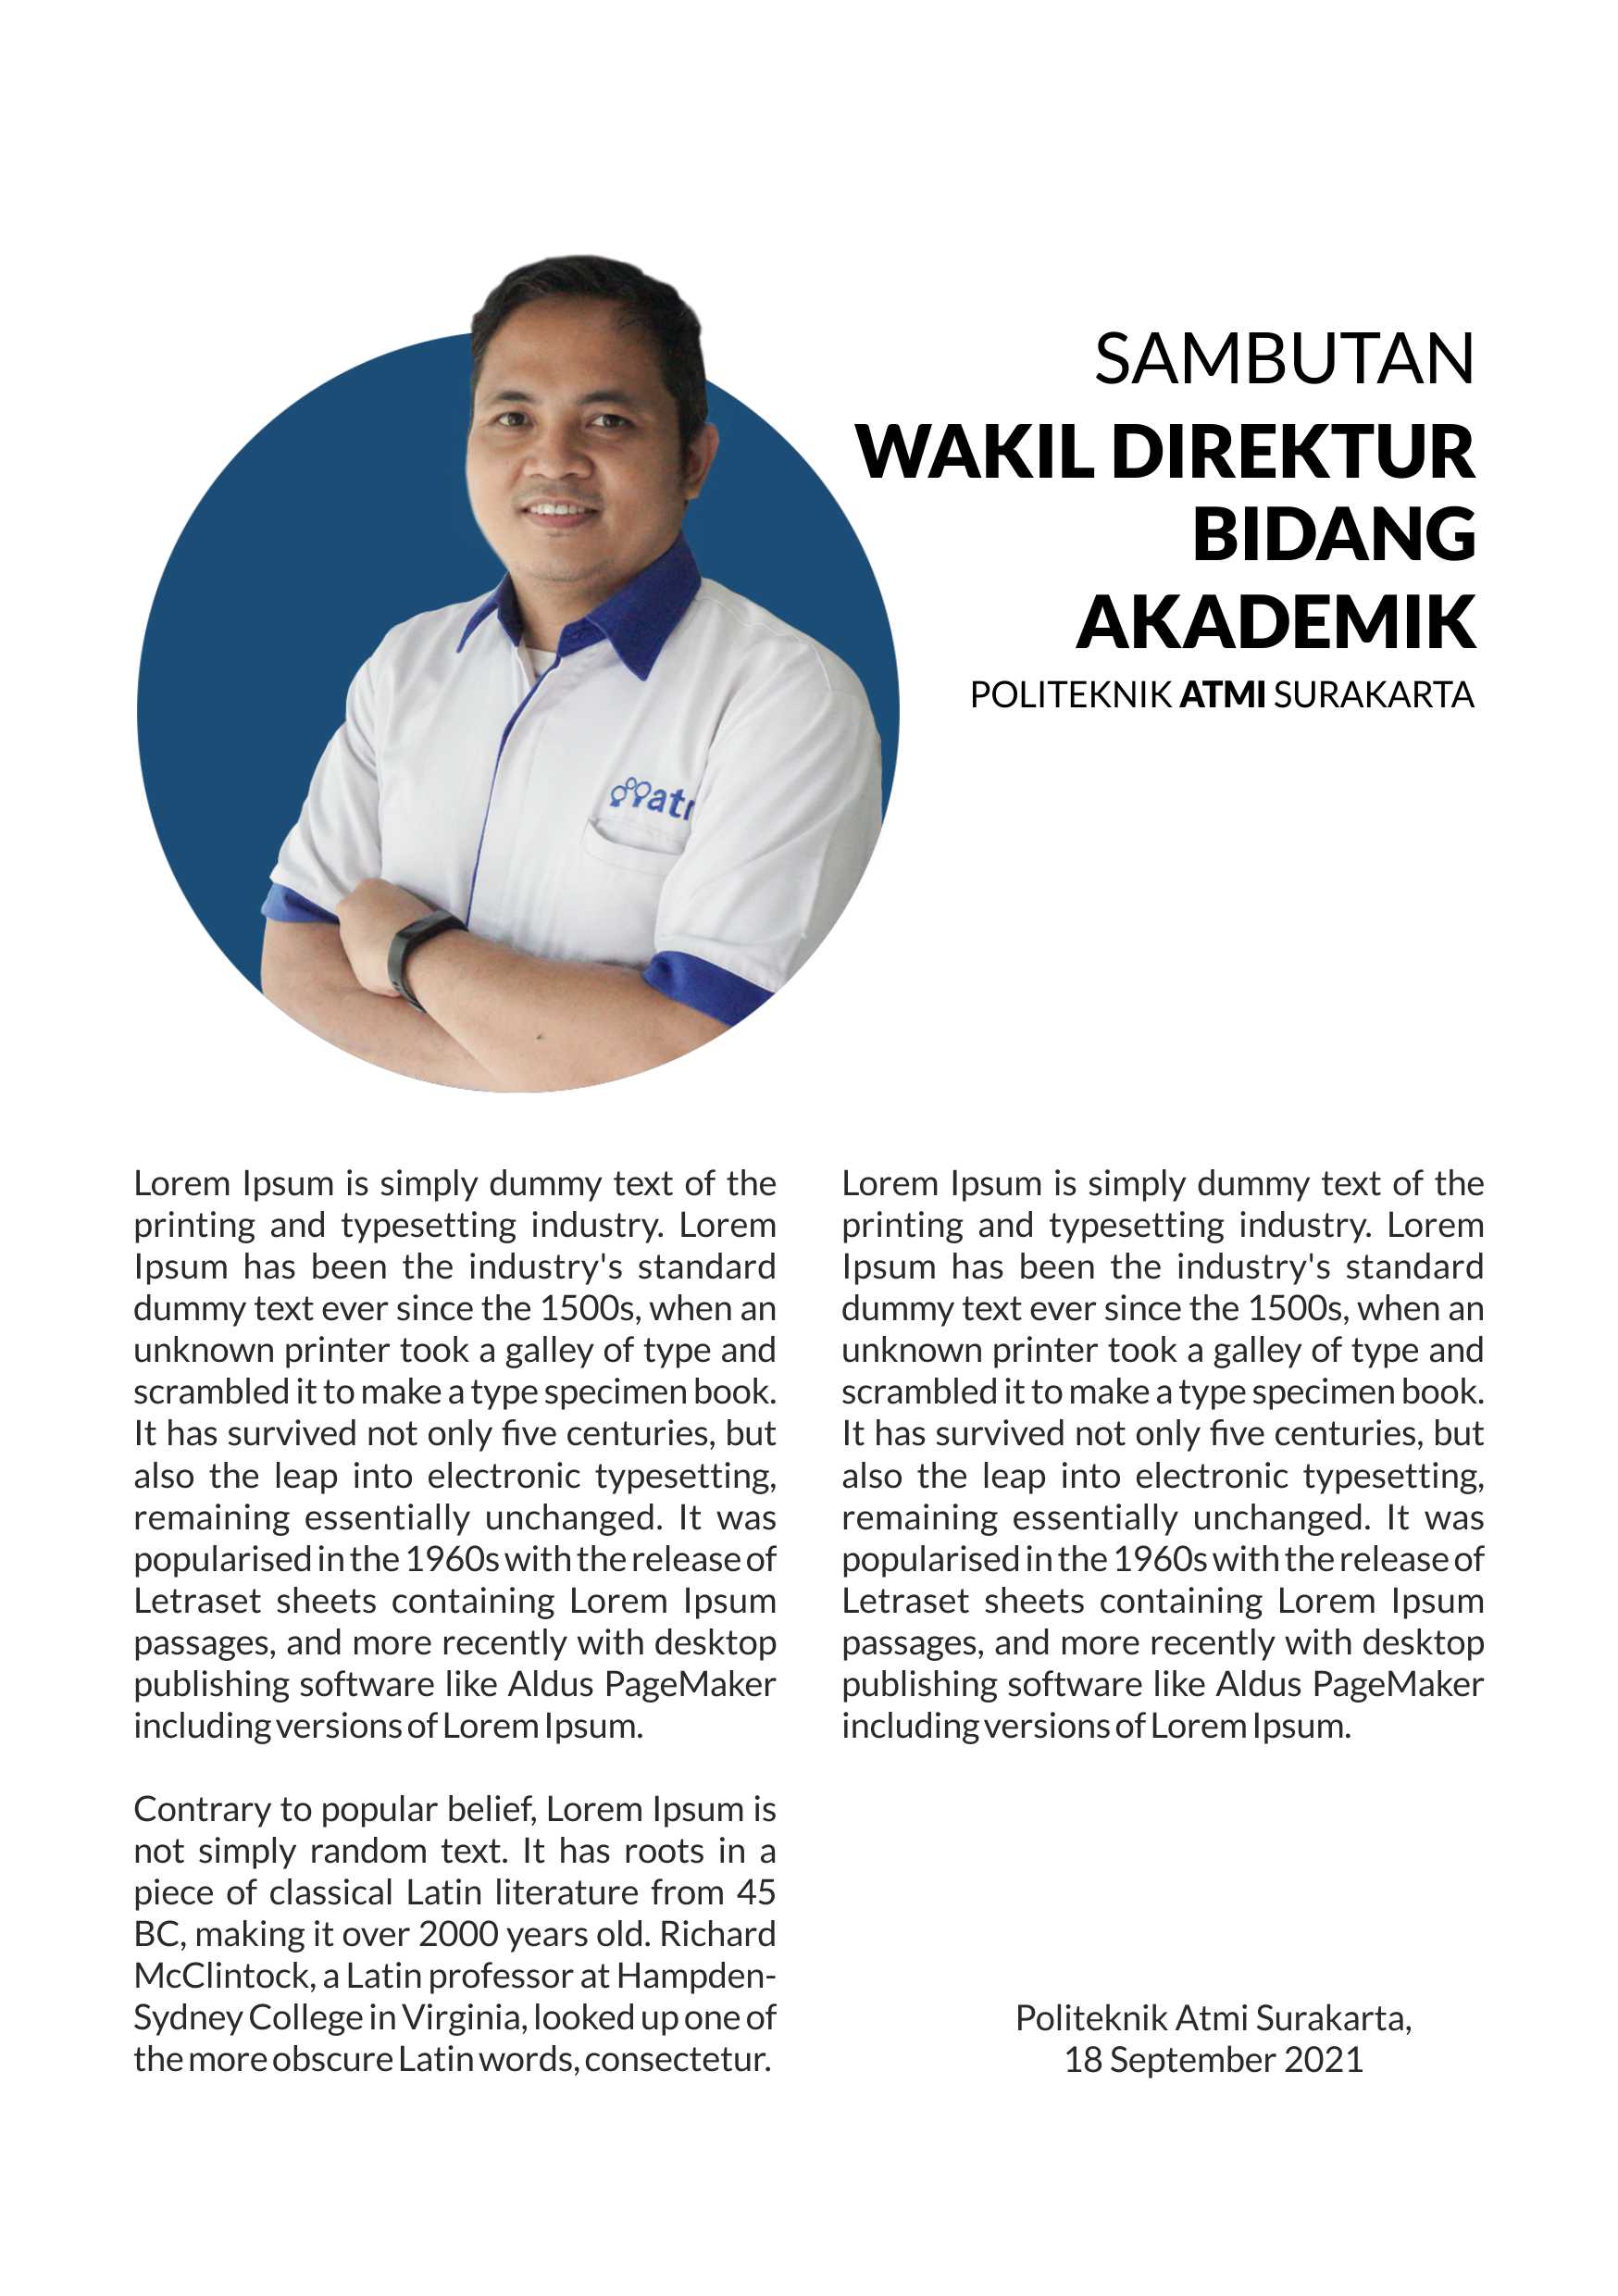 SAMBUTAN
WAKIL DIREKTUR
BIDANG
AKADEMIK
POLITEKNIK ATMI SURAKARTA
Lorem Ipsum is simply dummy text of the
printing and typesetting industry. Lorem
Ipsum has been the industry's standard
dummy text ever since the 1500s, when an
unknown printer took a galley of type and
scrambled it to make a type specimen book.
It has survived not only five centuries, but
also the leap into electronic typesetting,
remaining essentially unchanged. It was
popularised in the 1960s with the release of
Letraset sheets containing Lorem Ipsum
passages, and more recently with desktop
publishing software like Aldus PageMaker
including versions of Lorem Ipsum.
Contrary to popular belief, Lorem Ipsum is
not simply random text. It has roots in a
piece of classical Latin literature from 45
BC, making it over 2000 years old. Richard
McClintock, a Latin professor at Hampden-
Sydney College in Virginia, looked up one of
the more obscure Latin words, consectetur.
Lorem Ipsum is simply dummy text of the
printing and typesetting industry. Lorem
Ipsum has been the industry's standard
dummy text ever since the 1500s, when an
unknown printer took a galley of type and
scrambled it to make a type specimen book.
It has survived not only five centuries, but
also the leap into electronic typesetting,
remaining essentially unchanged. It was
popularised in the 1960s with the release of
Letraset sheets containing Lorem Ipsum
passages, and more recently with desktop
publishing software like Aldus PageMaker
including versions of Lorem Ipsum.
Politeknik Atmi Surakarta,
18 September 2021